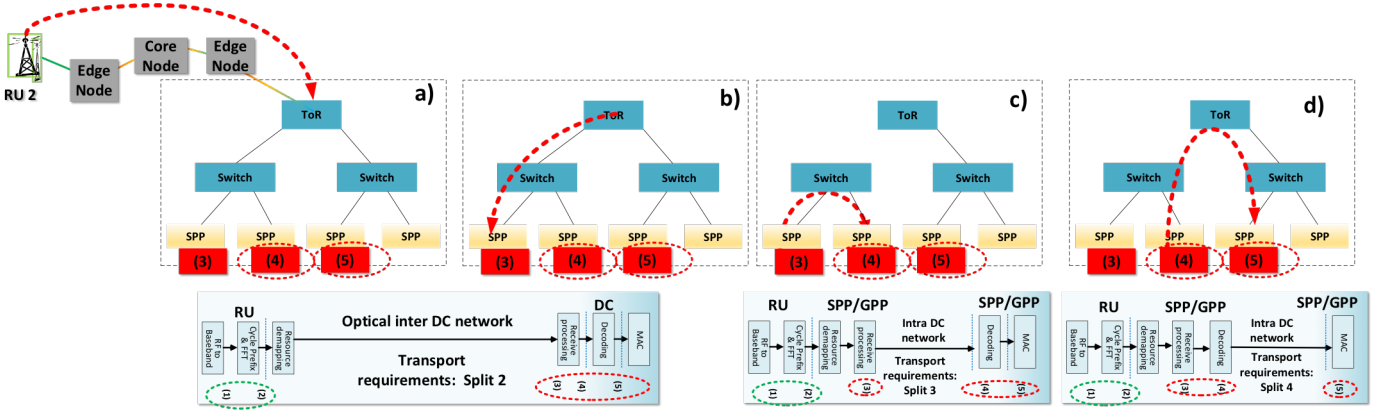 RU 2
Edge
Node
Core
Node
Edge
Node
a)
ToR
Switch
Switch
SPP
SPP
SPP
SPP
(3)
(4)
(5)
b)
ToR
Switch
Switch
SPP
SPP
SPP
SPP
(3)
(4)
(5)
c)
ToR
Switch
Switch
SPP
SPP
SPP
SPP
(3)
(4)
(5)
d)
ToR
Switch
Switch
SPP
SPP
SPP
SPP
(3)
(4)
(5)
RU
DC
RF to
Baseband
Cycle Prefix
& FFT
Resource
demapping
Optical inter DC network
Transport
requirements: Split 2
Receive
processing
Decoding
MAC
(1)
(2)
(3)
(4)
(5)
RU
SPP/GPP
SPP/GPP
RF to
Baseband
Cycle Prefix
& FFT
Resource
demapping
Receive
processing
Intra DC
network
Transport
requirements:
Split 3
Decoding
MAC
(1)
(2)
(3)
(4)
(5)
RU
SPP/GPP
SPP/GPP
RF to
Baseband
Cycle Prefix
& FFT
Resource
demapping
Receive
processing
Decoding
Intra DC
network
Transport
requirements:
Split 4
MAC
(1)
(2)
(3)
(4)
(5)